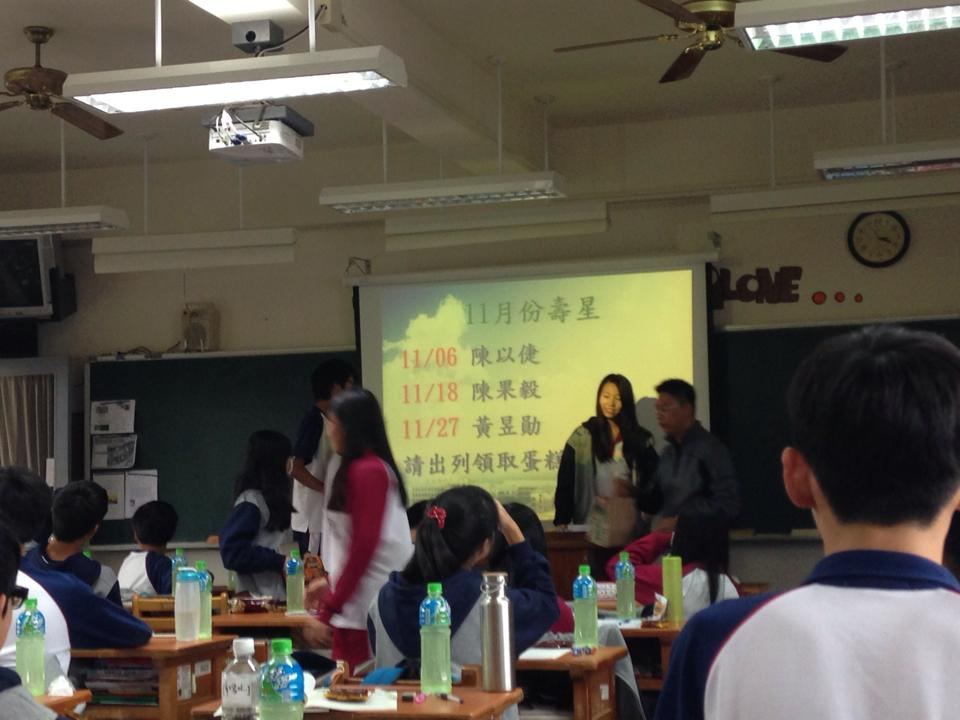 11月份壽星
11/06 陳以倢
11/18 陳果毅
11/27 黃昱勛
請出列領取蛋糕
LOVE